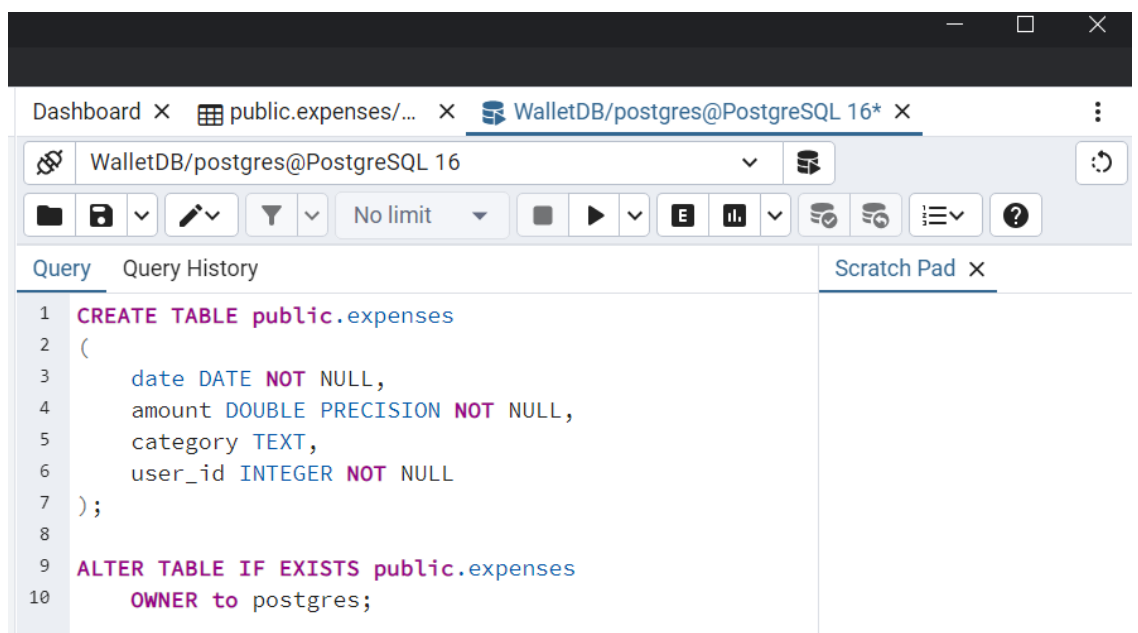 Dashboard
public.expenses/...
WalletDB/postgres@PostgreSQL 16*
WalletDB/postgres@PostgreSQL 16
No limit
E
Query
Query History
Scratch Pad
1 CREATE TABLE public.expenses
2 (
3 date DATE NOT NULL,
4 amount DOUBLE PRECISION NOT NULL,
5 category TEXT,
6 user_id INTEGER NOT NULL
7 );
8
9 ALTER TABLE IF EXISTS public.expenses
10 OWNER to postgres;